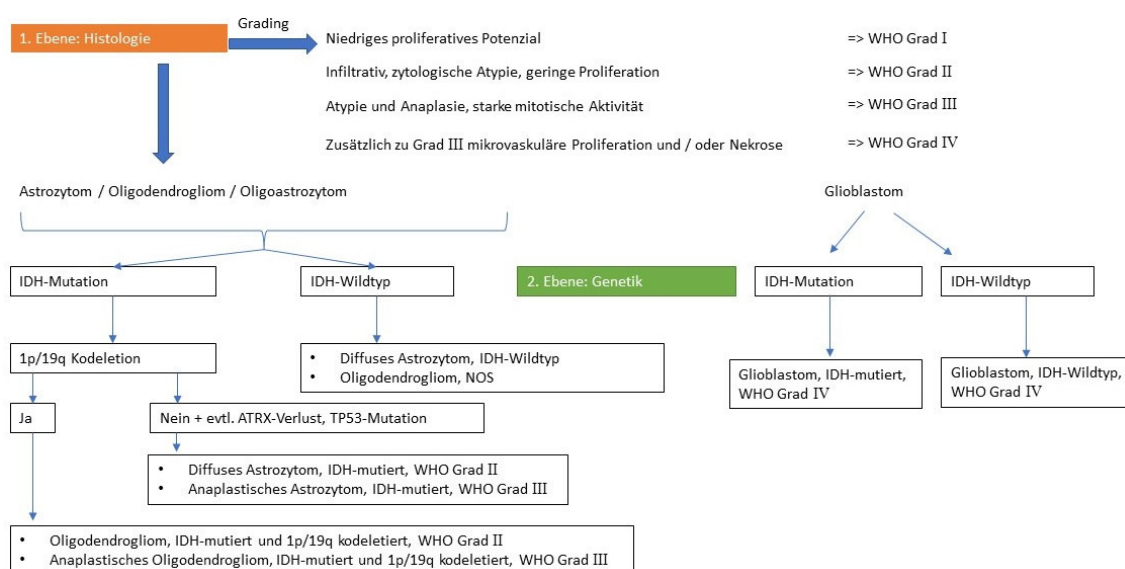 Grading
1. Ebene: Histologie
Niedriges proliferatives Potenzial => WHO Grad I
Infiltrativ, zytologische Atypie, geringe Proliferation => WHO Grad II
Atypie und Anaplasie, starke mitotische Aktivität => WHO Grad III
Zusätzlich zu Grad III mikrovaskuläre Proliferation und / oder Nekrose => WHO Grad IV
Astrozytom / Oligodendrogliom / Oligoastrozytom
Glioblastom
IDH-Mutation
IDH-Wildtyp
2. Ebene: Genetik
IDH-Mutation
IDH-Wildtyp
1p/19q Kodeletion
• Diffuses Astrozytom, IDH-Wildtyp
• Oligodendrogliom, NOS
Glioblastom, IDH-mutiert,
WHO Grad IV
Glioblastom, IDH-Wildtyp,
WHO Grad IV
Ja
Nein + evtl. ATRX-Verlust, TP53-Mutation
• Diffuses Astrozytom, IDH-mutiert, WHO Grad II
• Anaplastisches Astrozytom, IDH-mutiert, WHO Grad III
• Oligodendrogliom, IDH-mutiert und 1p/19q kodeletiert, WHO Grad II
• Anaplastisches Oligodendrogliom, IDH-mutiert und 1p/19q kodeletiert, WHO Grad III